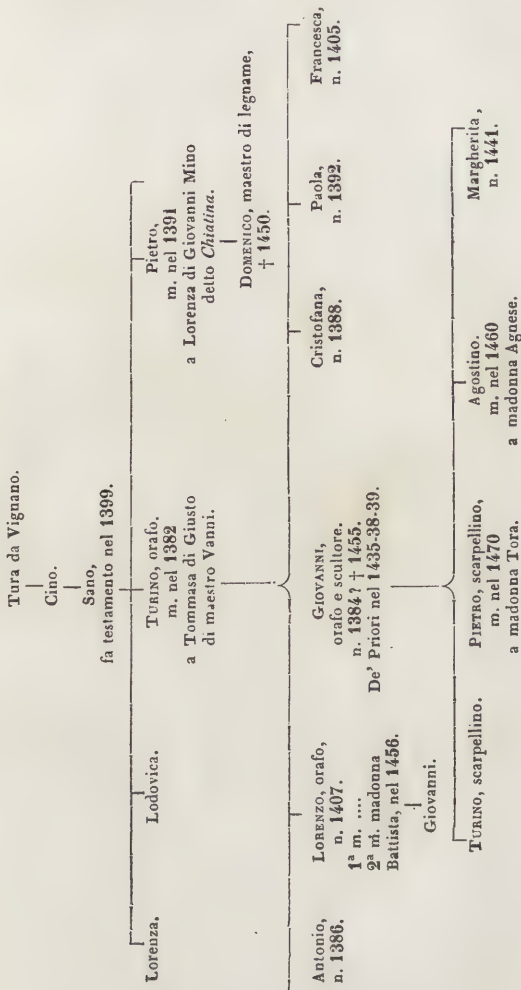 Tura da Vignano.
Cino.
Sano,
fa testamento nel 1399.
Lorenza.
Lodovica.
TURINO, orafo.
m. nel 1382
a Tommasa di Giusto
di maestro Vanni.
Pietro,
m. nel 1391
a Lorenza di Giovanni Mino
detto Chiatina.
DOMENICO, maestro di legname,
† 1450.
Antonio,
n. 1386.
LORENZO, orafo,
n. 1407.
1ª m. ....
2ª m. madonna
Battista, nel 1456.
Giovanni.
GIOVANNI,
orafo e scultore.
n. 1384? † 1455.
De' Priori nel 1435-38-39.
Cristofana,
n. 1388.
Paola,
n. 1392.
Francesca,
n. 1405.
TURINO, scarpellino.
PIETRO, scarpellino,
m. nel 1470
a madonna Tora.
Agostino.
m. nel 1460
a madonna Agnese.
Margherita,
n. 1441.